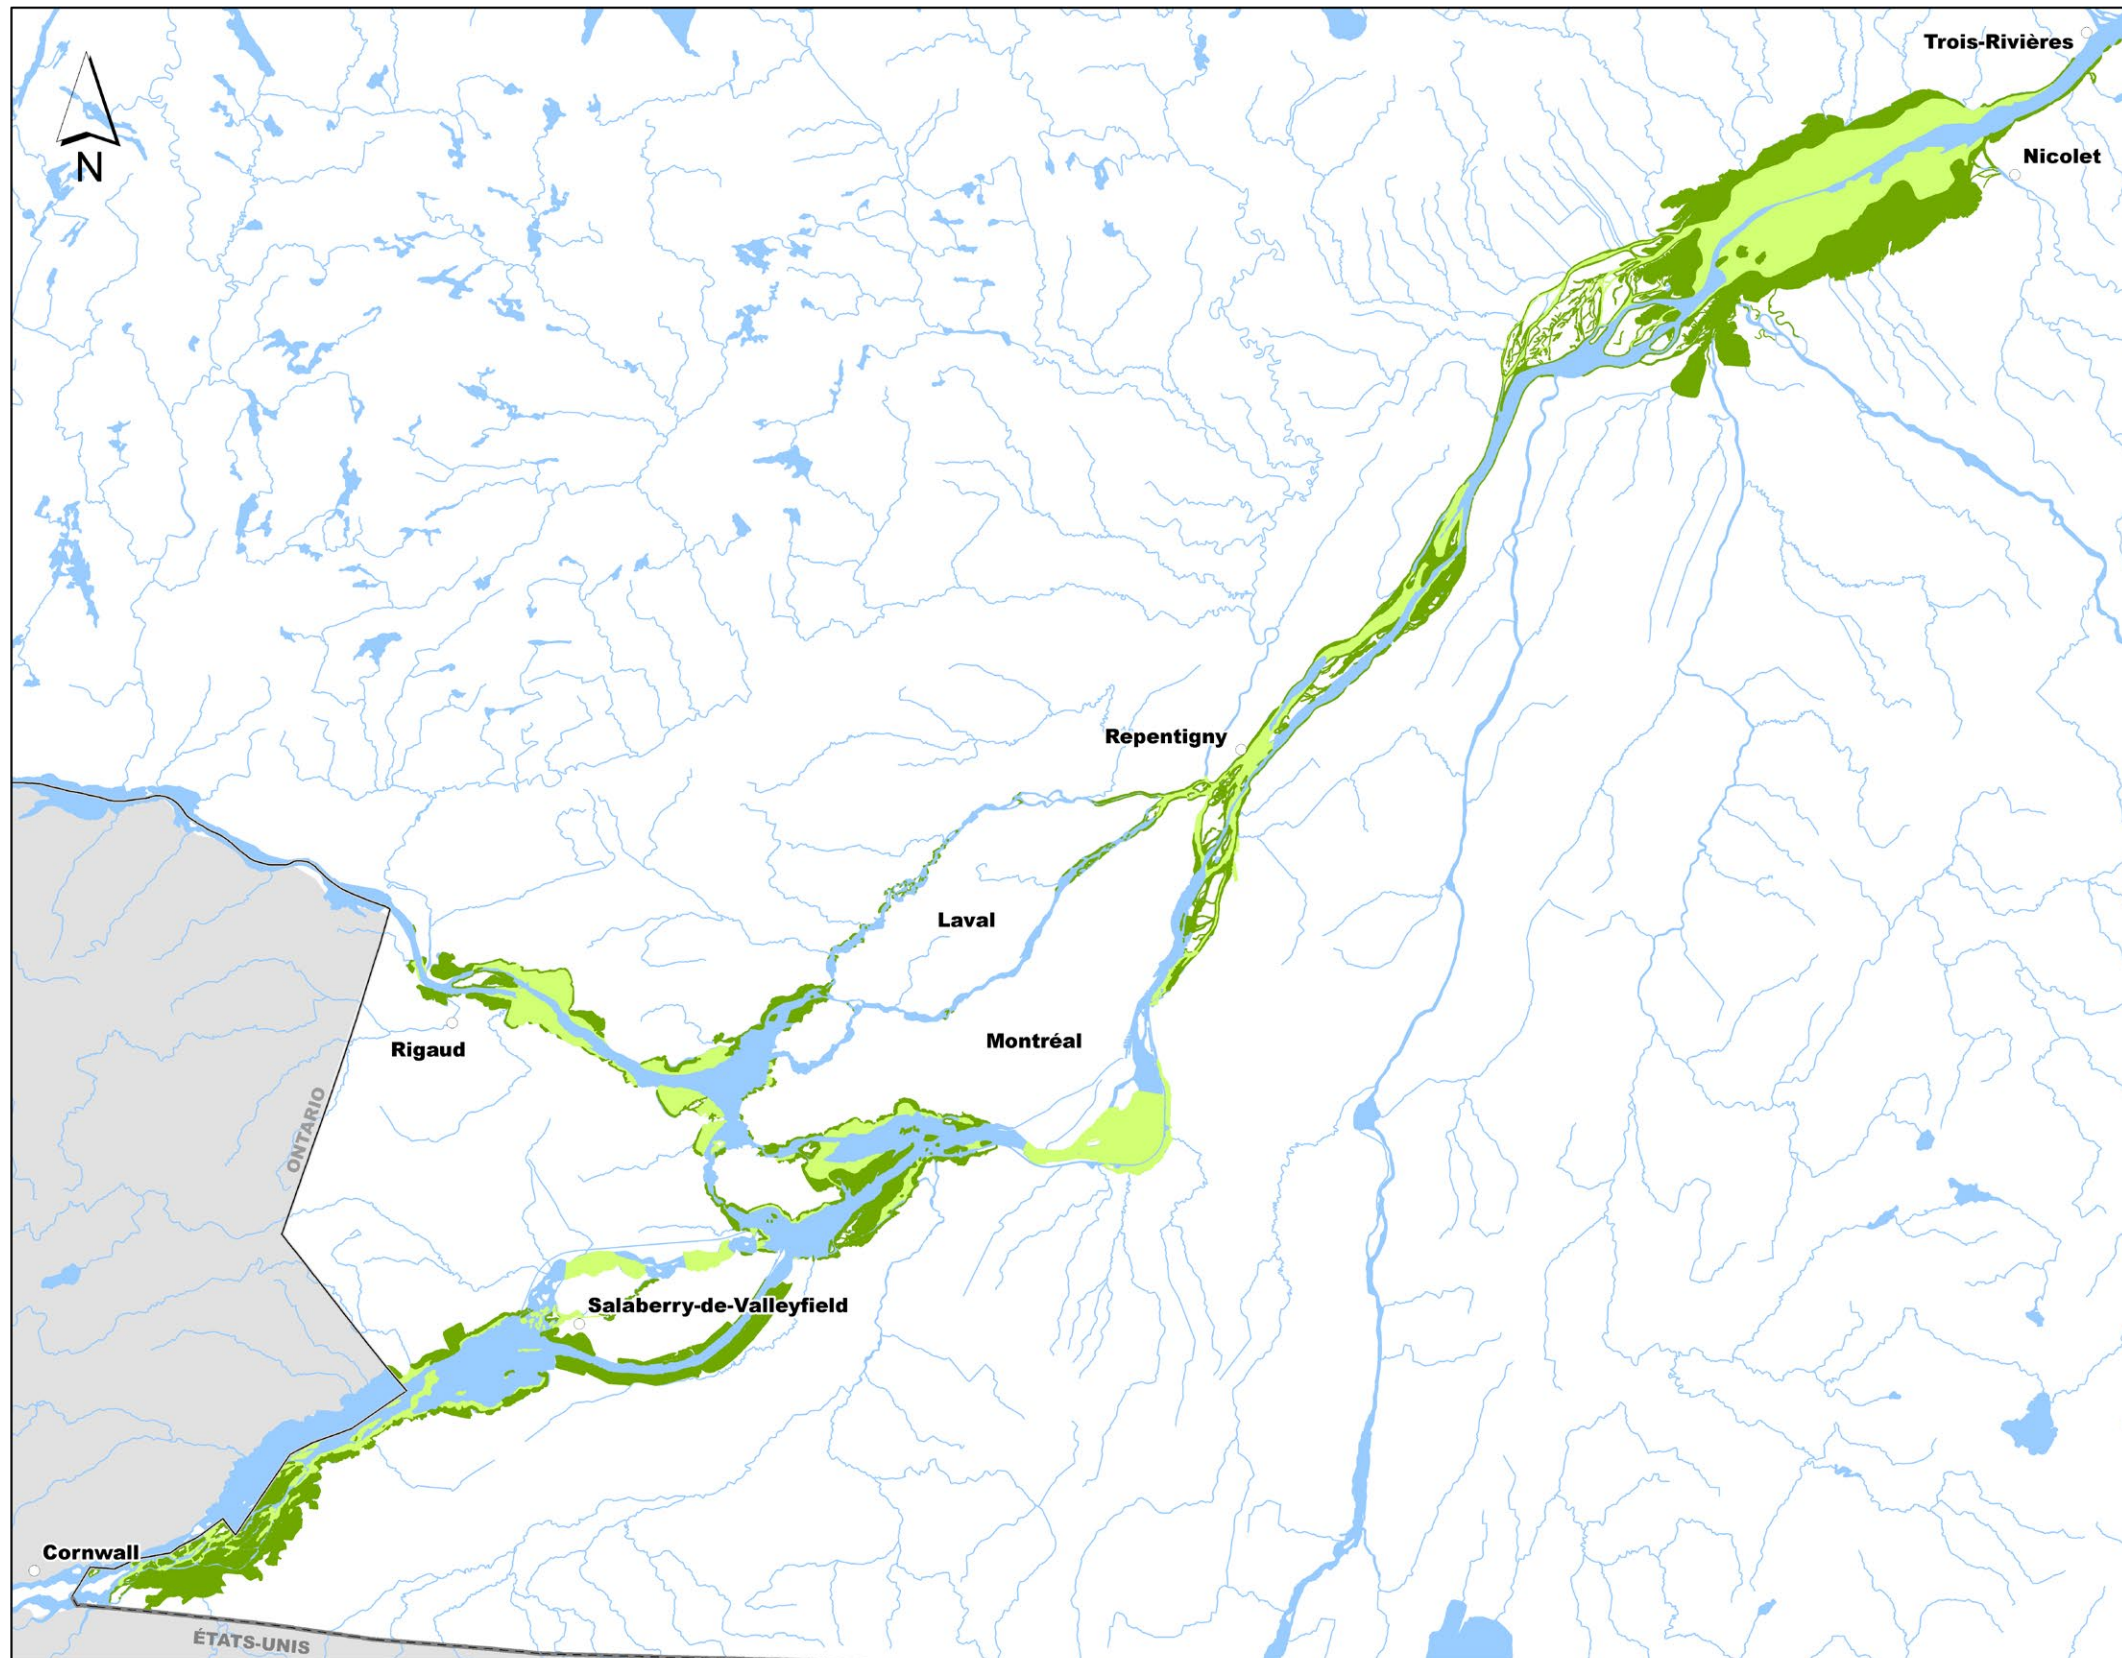 Trois-Rivières
N
Nicolet
Repentigny
Laval
Montréal
Rigaud
ONTARIO
Salaberry-de-Valleyfield
Cornwall
ÉTATS-UNIS